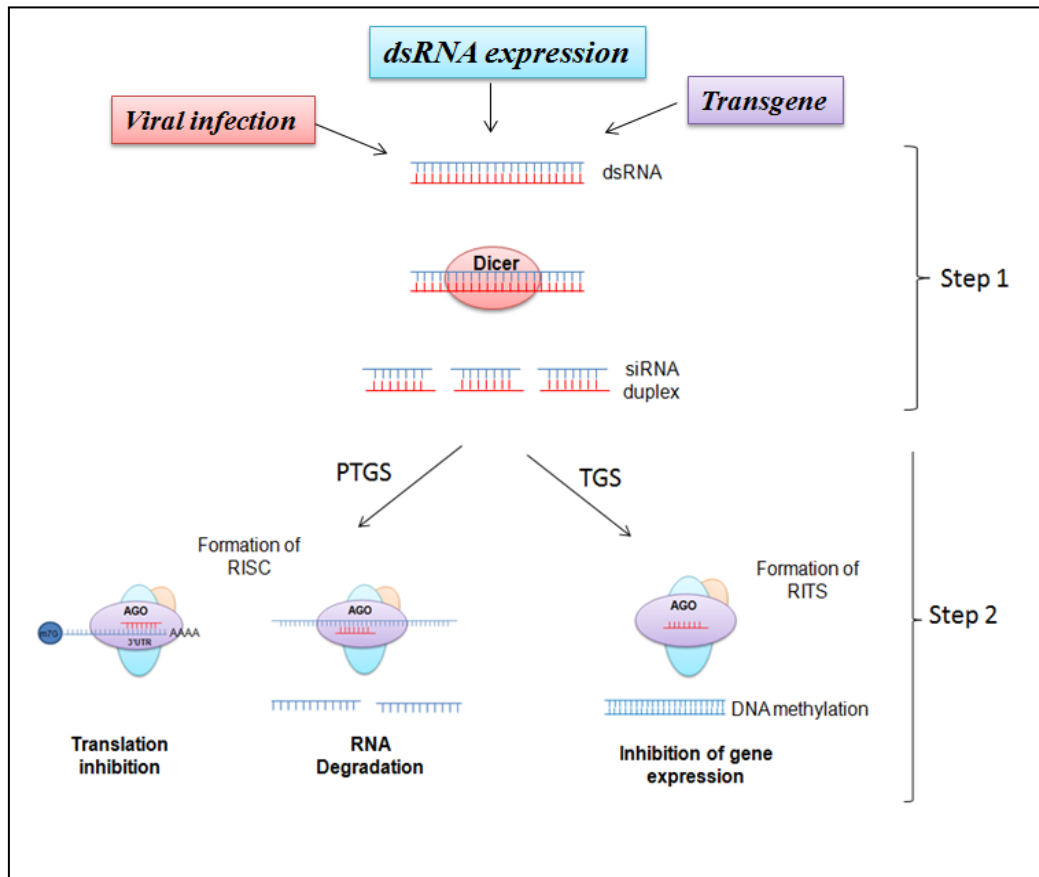 dsRNA expression
Viral infection
Transgene
dsRNA
Dicer
Step 1
siRNA
duplex
PTGS
TGS
Formation of
RISC
Formation of
RITS
AGO
m7G
AAAA
3'UTR
AGO
AGO
Step 2
DNA methylation
Translation
inhibition
RNA
Degradation
Inhibition of gene
expression